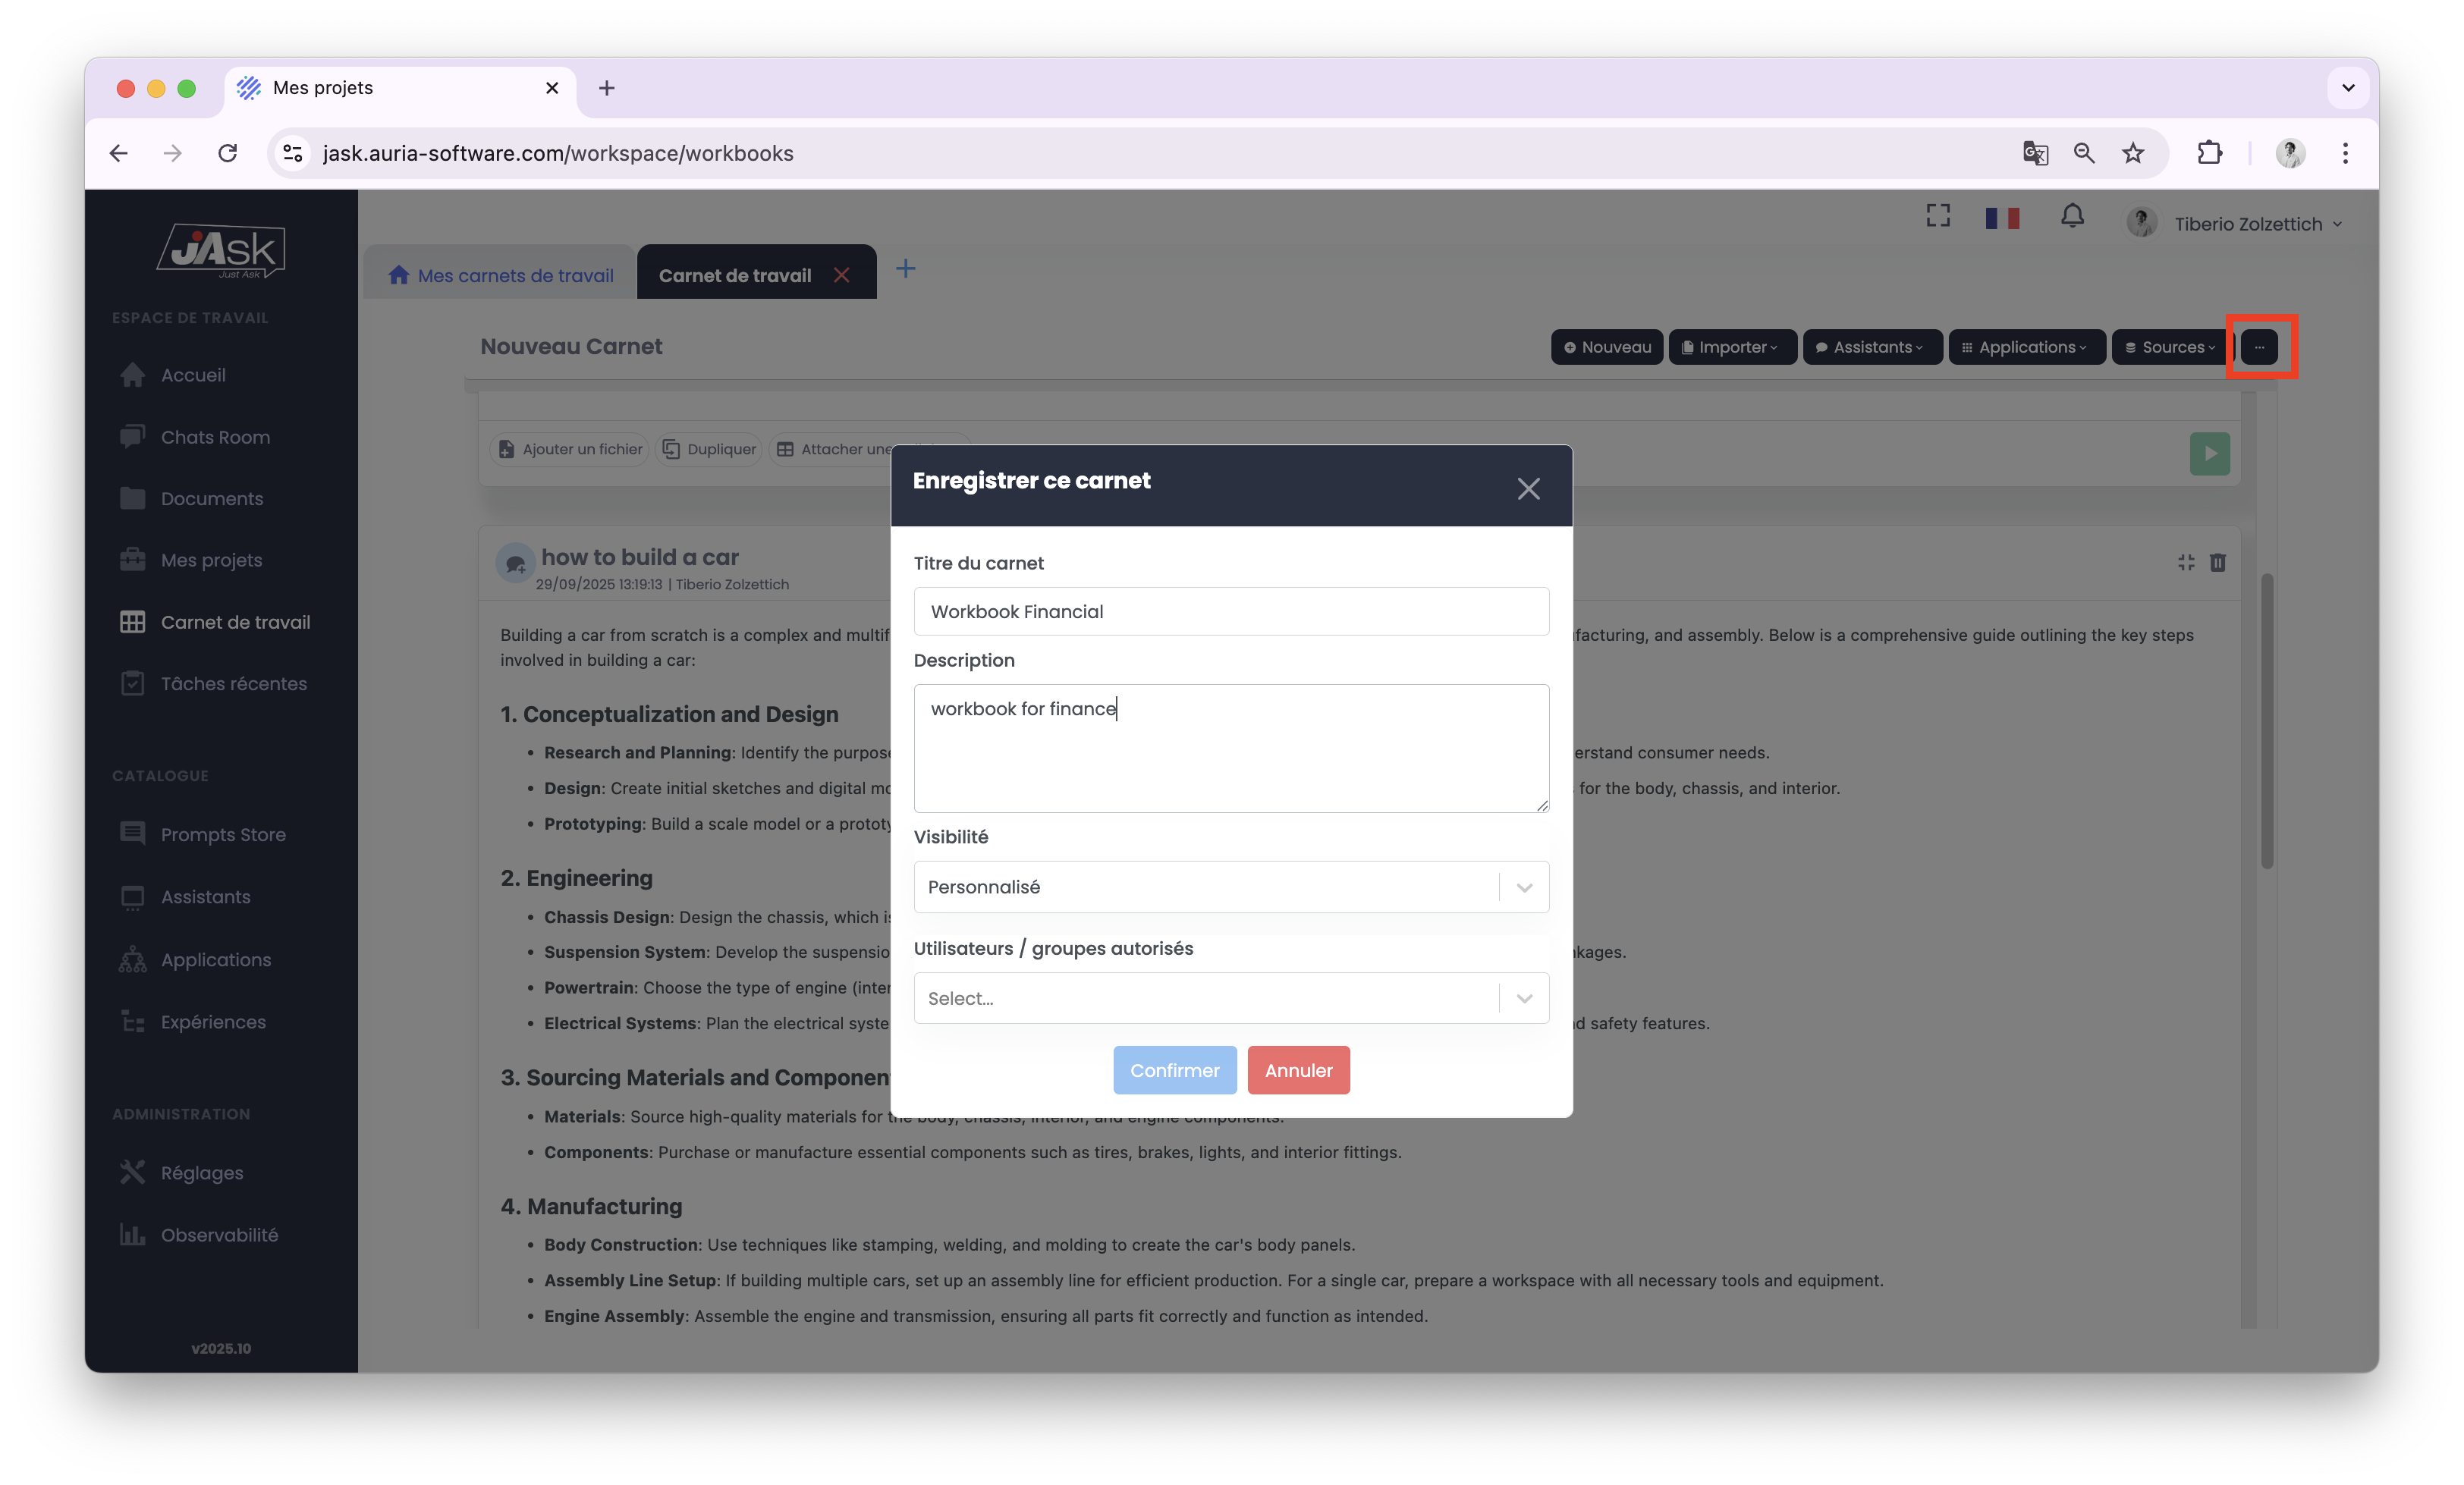 Mes projets
jask.auria-software.com/workspace/workbooks
jAsk
Just Ask
Tiberio Zolzettich
Mes carnets de travail
Carnet de travail
ESPACE DE TRAVAIL
Accueil
Chats Room
Documents
Mes projets
Carnet de travail
Tâches récentes
CATALOGUE
Prompts Store
Assistants
Applications
Expériences
ADMINISTRATION
Réglages
Observabilité
v2025.10
Nouveau Carnet
Nouveau
Importer
Assistants
Applications
Sources
...
Ajouter un fichier
Dupliquer
Attacher une
how to build a car
29/09/2025 13:19:13 | Tiberio Zolzettich
Building a car from scratch is a complex and multif
facturing, and assembly. Below is a comprehensive guide outlining the key steps
involved in building a car:
1. Conceptualization and Design
• Research and Planning: Identify the purpose
erstand consumer needs.
• Design: Create initial sketches and digital mo
for the body, chassis, and interior.
• Prototyping: Build a scale model or a prototy
2. Engineering
• Chassis Design: Design the chassis, which is
• Suspension System: Develop the suspensio
kages.
• Powertrain: Choose the type of engine (inter
• Electrical Systems: Plan the electrical syste
d safety features.
3. Sourcing Materials and Componen
• Materials: Source high-quality materials for the body, chassis, interior, and engine components.
• Components: Purchase or manufacture essential components such as tires, brakes, lights, and interior fittings.
4. Manufacturing
• Body Construction: Use techniques like stamping, welding, and molding to create the car's body panels.
• Assembly Line Setup: If building multiple cars, set up an assembly line for efficient production. For a single car, prepare a workspace with all necessary tools and equipment.
• Engine Assembly: Assemble the engine and transmission, ensuring all parts fit correctly and function as intended.
Enregistrer ce carnet
Titre du carnet
Workbook Financial
Description
workbook for finance
Visibilité
Personnalisé
Utilisateurs / groupes autorisés
Select...
Confirmer
Annuler